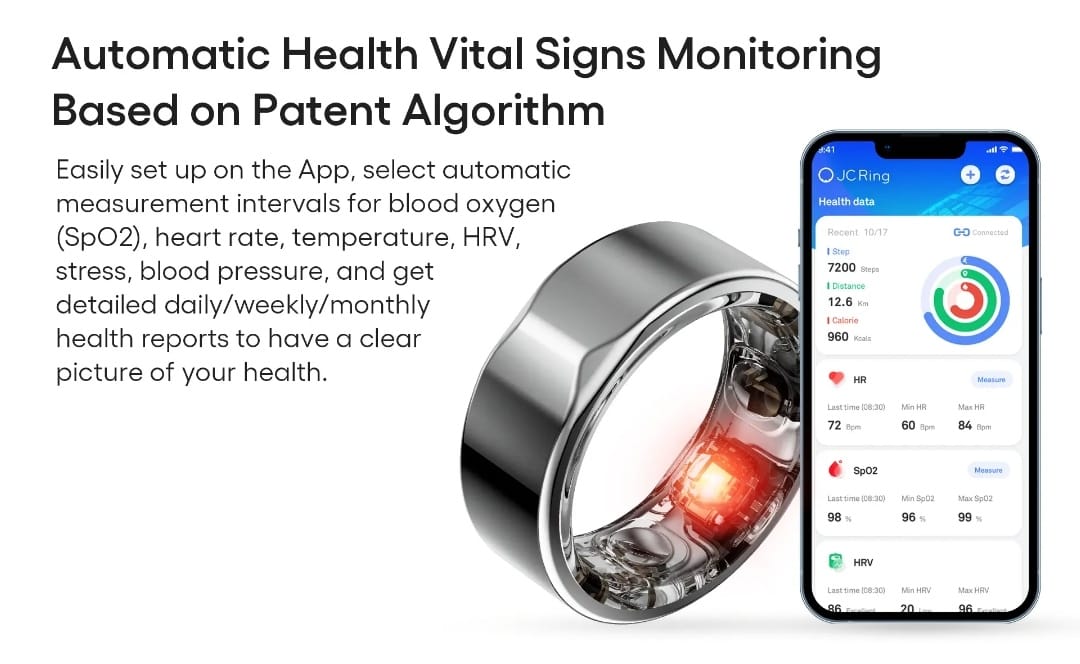 Automatic Health Vital Signs Monitoring
Based on Patent Algorithm
Easily set up on the App, select automatic
measurement intervals for blood oxygen
(SpO2), heart rate, temperature, HRV,
stress, blood pressure, and get
detailed daily/weekly/monthly
health reports to have a clear
picture of your health.
9:41
JCRing
Health data
Recent 10/17 Connected
Step
7200 Steps
Distance
12.6 Km
Calorie
960 Kcals
HR Measure
Last time (08:30) Min HR Max HR
72 Bpm 60 Bpm 84 Bpm
SpO2 Measure
Last time (08:30) Min SpO2 Max SpO2
98 % 96 % 99 %
HRV
Last time (08:30) Min HRV Max HRV
86 Excellent 20 Low 96 Excellent